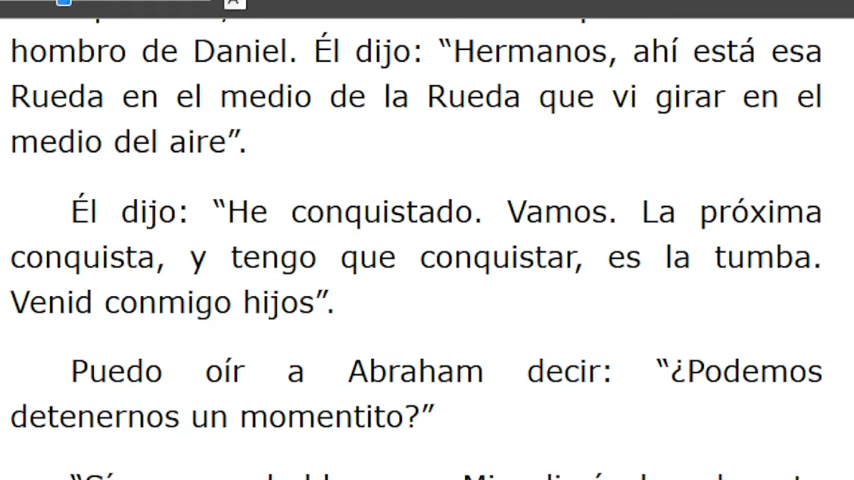 hombro de Daniel. Él dijo: “Hermanos, ahí está esa
Rueda en el medio de la Rueda que vi girar en el
medio del aire”.
Él dijo: “He conquistado. Vamos. La próxima
conquista, y tengo que conquistar, es la tumba.
Venid conmigo hijos”.
Puedo oír a Abraham decir: “¿Podemos
detenernos un momentito?”